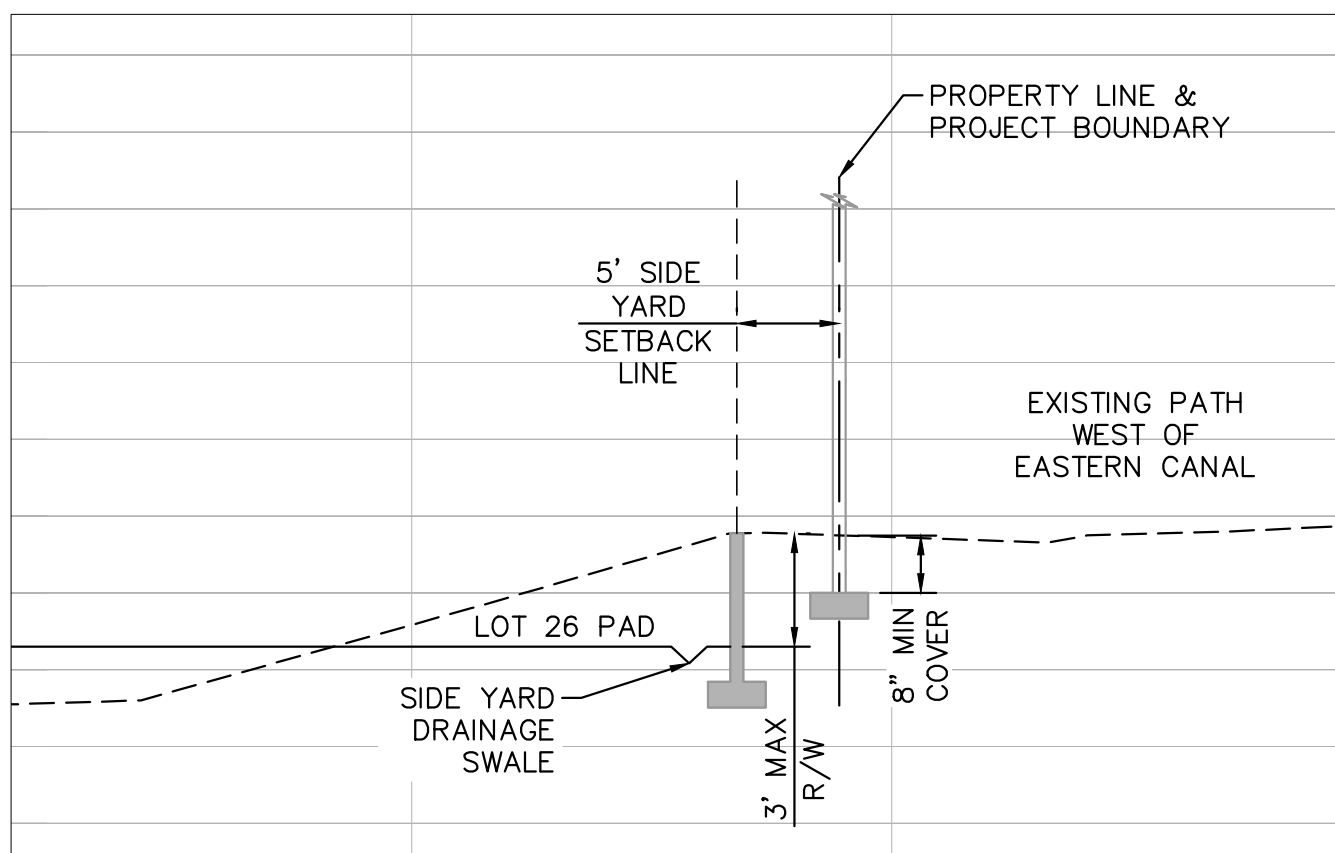 PROPERTY LINE &
PROJECT BOUNDARY
5' SIDE
YARD
SETBACK
LINE
EXISTING PATH
WEST OF
EASTERN CANAL
LOT 26 PAD
SIDE YARD
DRAINAGE
SWALE
3' MAX
R/W
8" MIN
COVER